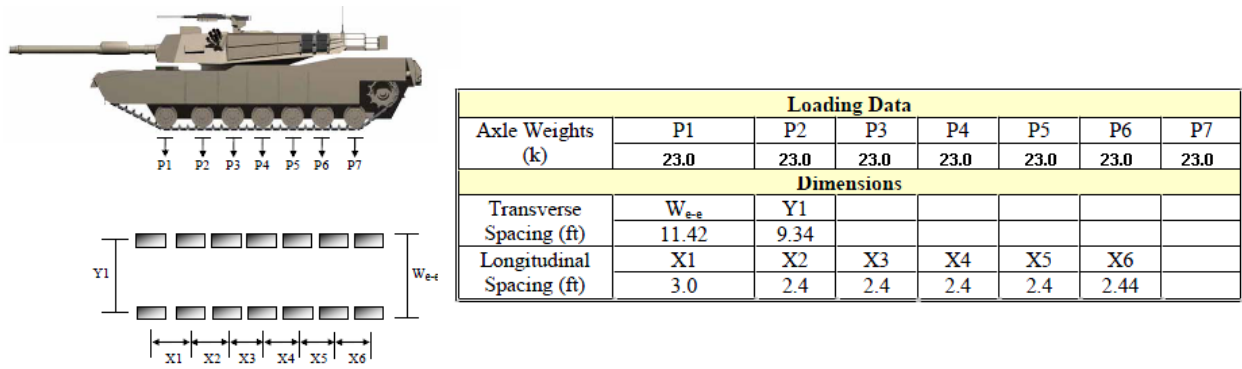 P1 P2 P3 P4 P5 P6 P7
Y1
W e-e
X1 X2 X3 X4 X5 X6
Loading Data
Axle Weights (k) P1 P2 P3 P4 P5 P6 P7
23.0 23.0 23.0 23.0 23.0 23.0 23.0
Dimensions
Transverse W e-e Y1
Spacing (ft) 11.42 9.34
Longitudinal X1 X2 X3 X4 X5 X6
Spacing (ft) 3.0 2.4 2.4 2.4 2.4 2.44